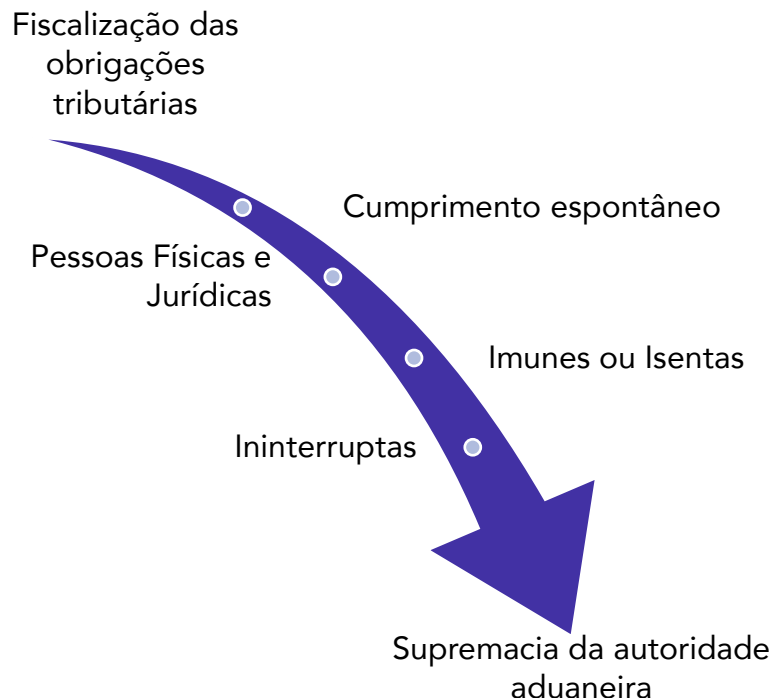 Fiscalização das
obrigações
tributárias
Cumprimento espontâneo
Pessoas Físicas e
Jurídicas
Imunes ou Isentas
Ininterruptas
Supremacia da autoridade
aduaneira